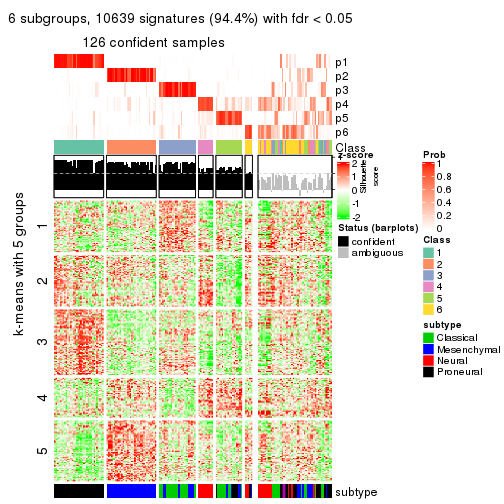 6 subgroups, 10639 signatures (94.4%) with fdr < 0.05
126 confident samples
p1
p2
p3
p4
p5
p6
Class
z-score
2
1
0
-1
-2
Silhouette
score
Status (barplots)
confident
ambiguous
Prob
1
0.8
0.6
0.4
0.2
0
Class
1
2
3
4
5
6
subtype
Classical
Mesenchymal
Neural
Proneural
k-means with 5 groups
1
2
3
4
5
subtype